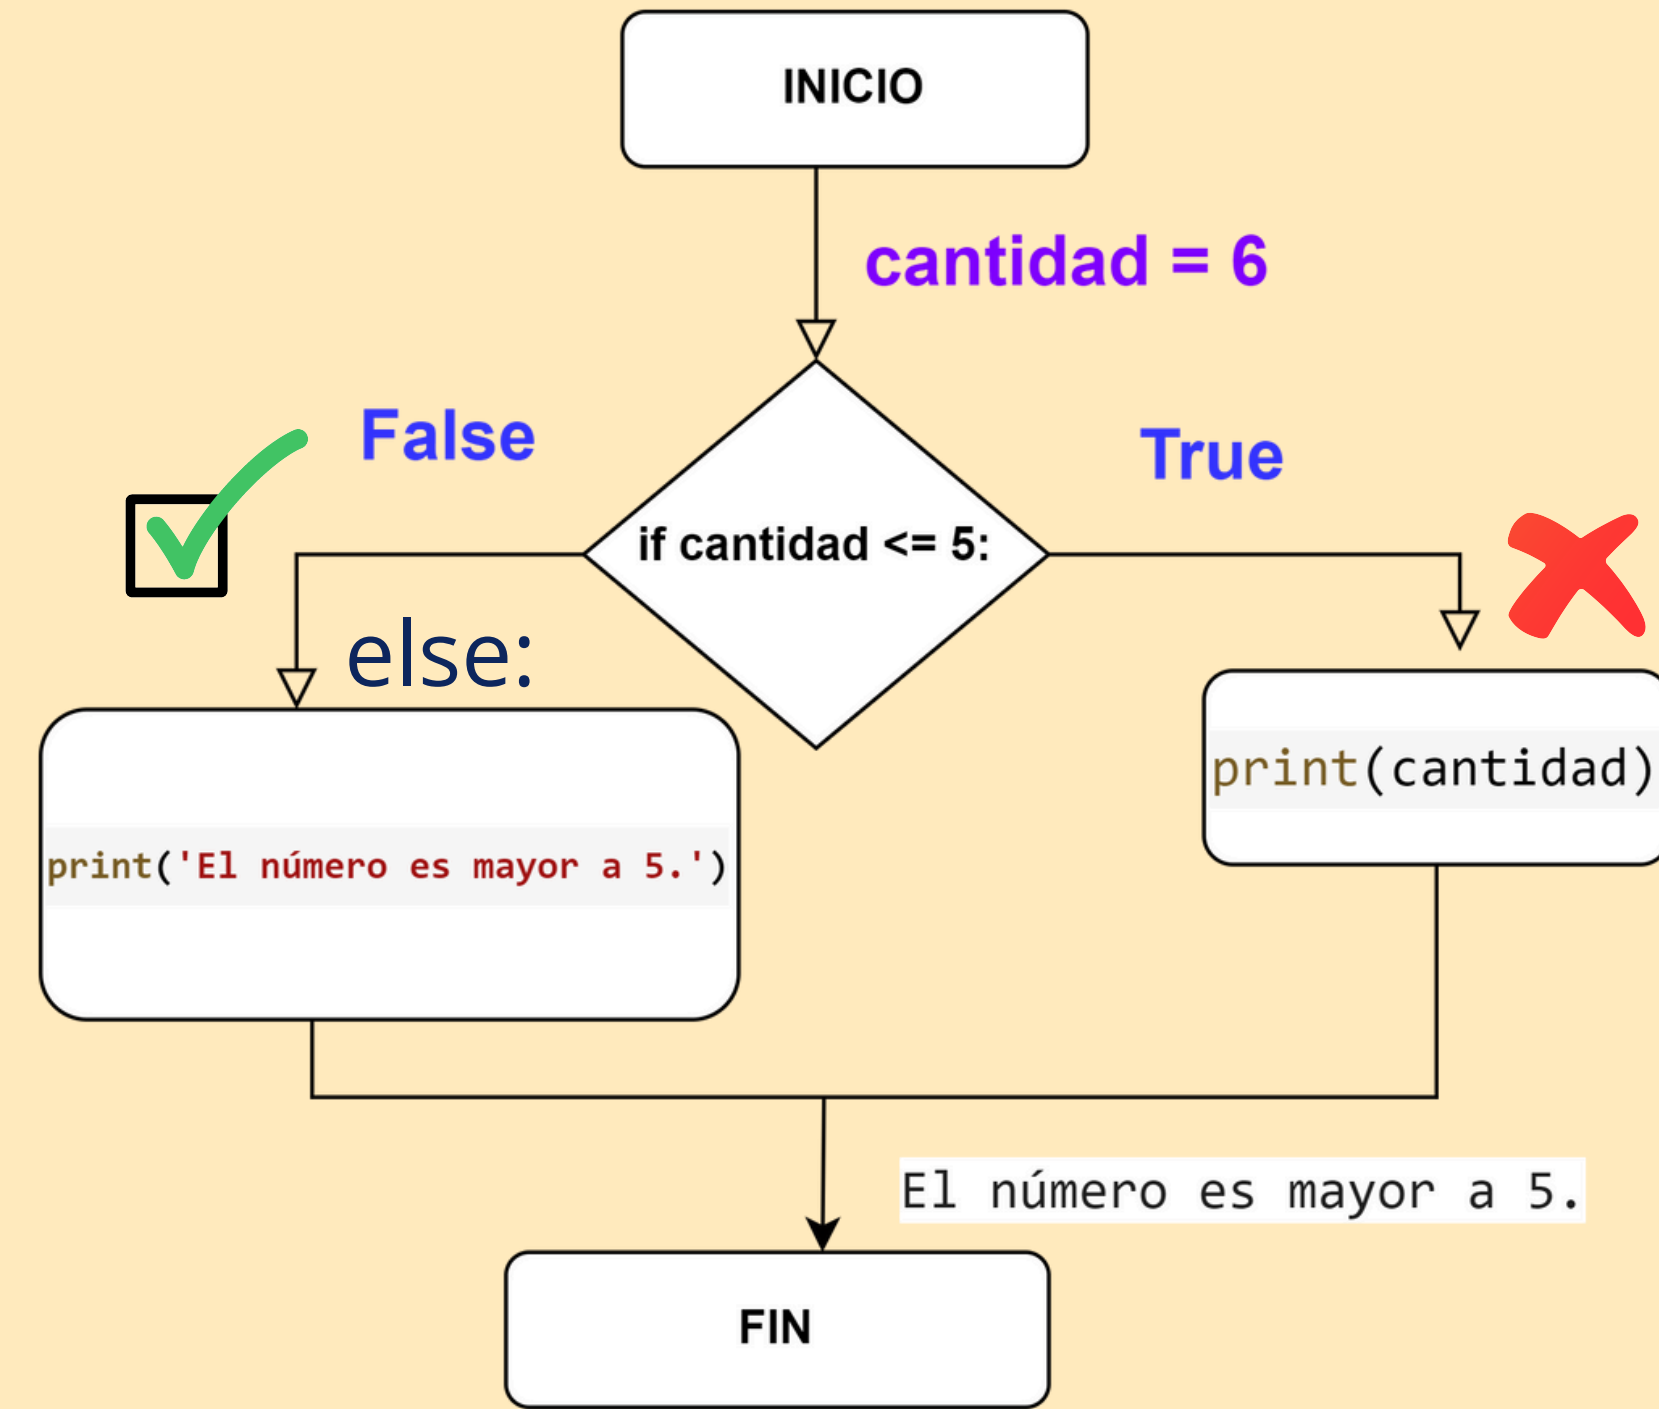 INICIO
cantidad = 6
False
True
if cantidad <= 5:
else:
print(cantidad)
print('El número es mayor a 5.')
El número es mayor a 5.
FIN